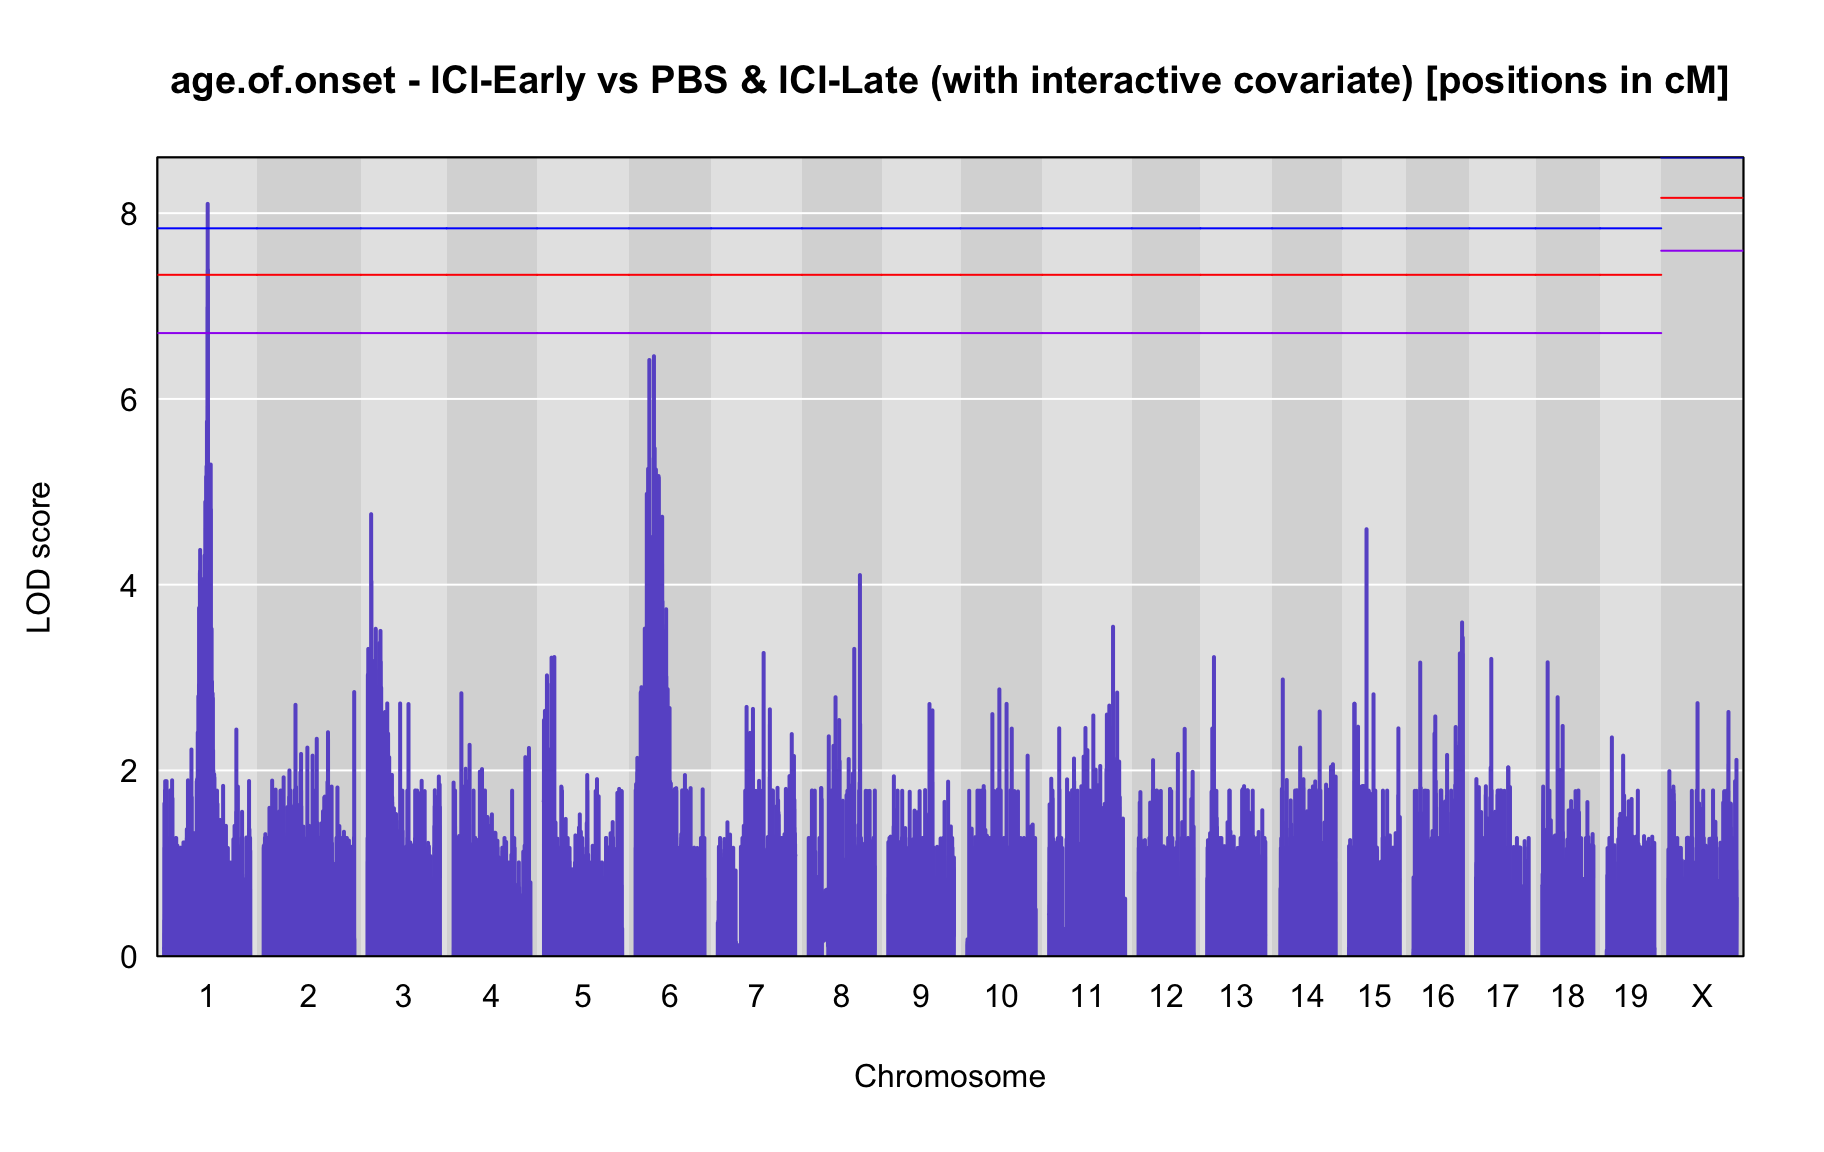 age.of.onset - ICI-Early vs PBS & ICI-Late (with interactive covariate) [positions in cM]
LOD score
8
6
4
2
0
1 2 3 4 5 6 7 8 9 10 11 12 13 14 15 16 17 18 19 X
Chromosome